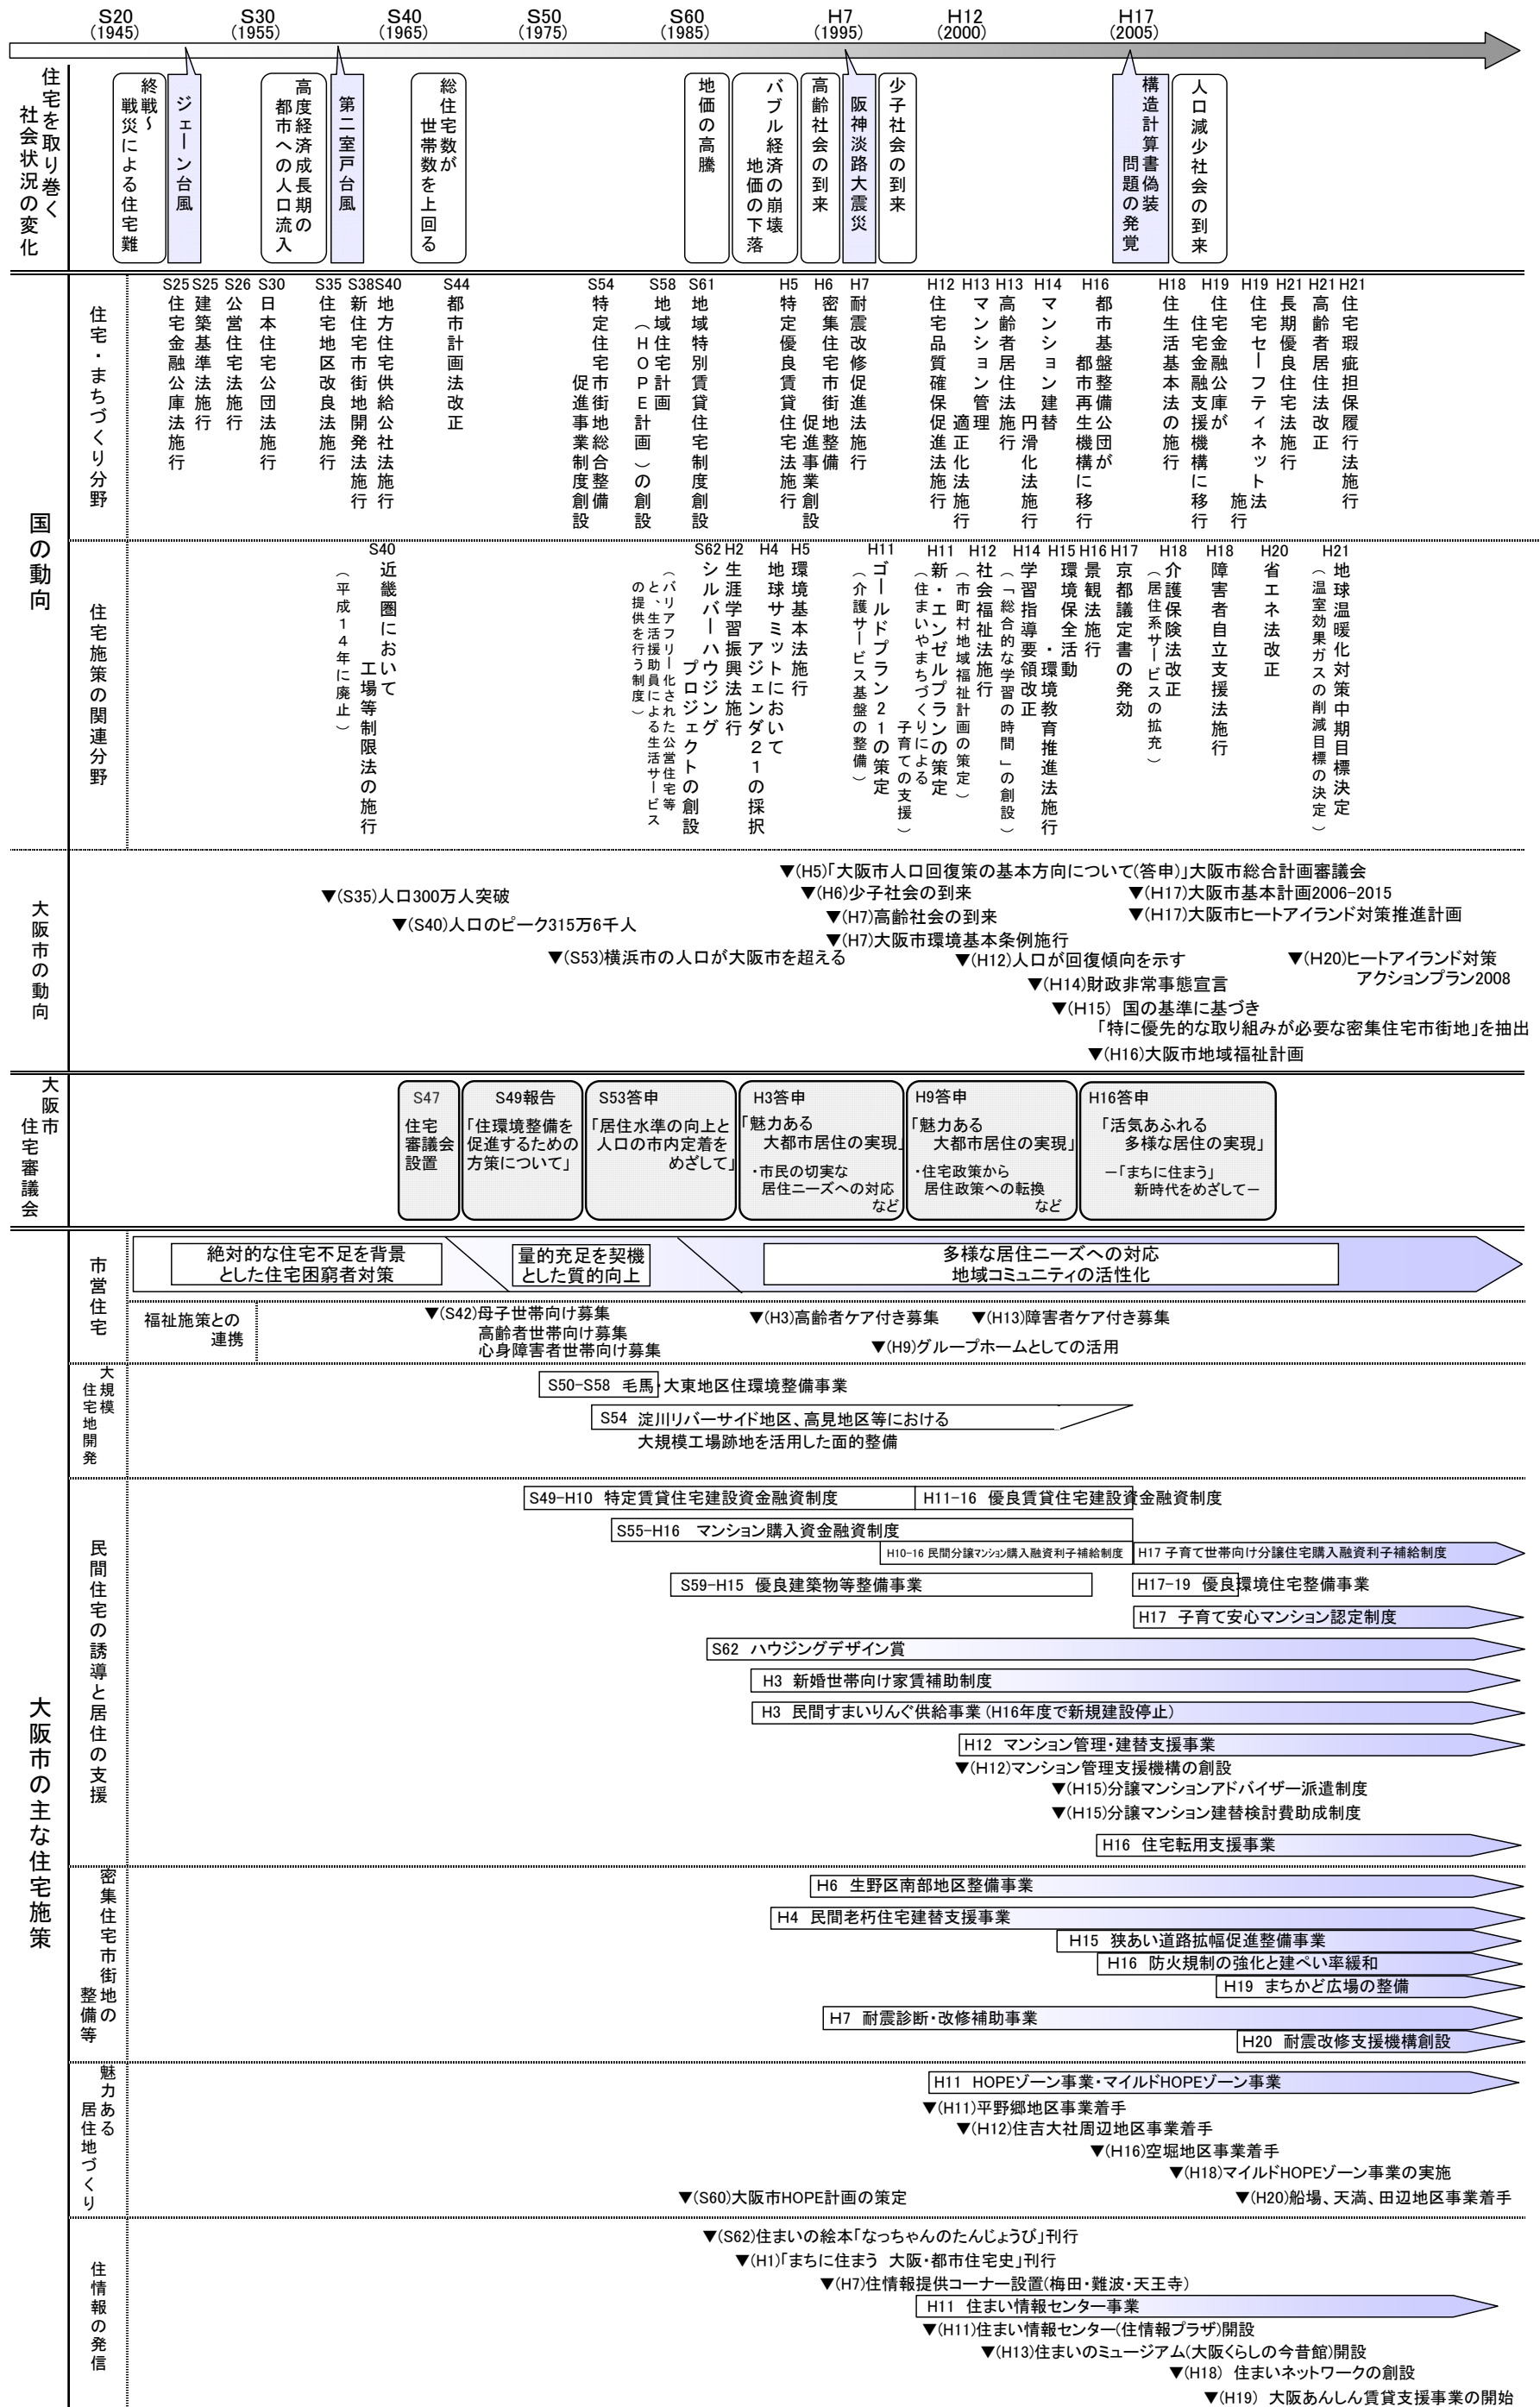 S20
(1945)
S30
(1955)
S40
(1965)
S50
(1975)
S60
(1985)
H7
(1995)
H12
(2000)
H17
(2005)
住宅を取り巻く
社会状況の変化
終戦～
戦災による住宅難
ジェーン台風
高度経済成長期の
都市への人口流入
第二室戸台風
総住宅数が
世帯数を上回る
地価の高騰
バブル経済の崩壊
地価の下落
高齢社会の到来
阪神淡路大震災
少子社会の到来
構造計算書偽装
問題の発覚
人口減少社会の到来
国の動向
住宅・まちづくり分野
S25
住宅金融公庫法施行
S25
建築基準法施行
S26
公営住宅法施行
S30
日本住宅公団法施行
S35
住宅地区改良法施行
S38
新住宅市街地開発法施行
S40
地方住宅供給公社法施行
S44
都市計画法改正
S54
特定住宅市街地総合整備
促進事業制度創設
S58
地域住宅計画
（HOPE計画）の創設
S61
地域特別賃貸住宅制度創設
H5
特定優良賃貸住宅法施行
H6
密集住宅市街地整備
促進事業創設
H7
耐震改修促進法施行
H12
住宅品質確保促進法施行
H13
マンション管理
適正化法施行
H13
高齢者居住法施行
H14
マンション建替
円滑化法施行
H16
都市基盤整備公団が
都市再生機構に移行
H18
住生活基本法の施行
H19
住宅金融公庫が
住宅金融支援機構に移行
H19
住宅セーフティネット法
施行
H21
長期優良住宅法施行
H21
高齢者居住法改正
H21
住宅瑕疵担保履行法施行
住宅施策の関連分野
S40
近畿圏において
工場等制限法の施行
（平成14年に廃止）
S62
シルバーハウジング
プロジェクトの創設
（バリアフリー化された公営住宅等
と、生活援助員による生活サービス
の提供を行う制度）
H2
生涯学習振興法施行
H4
地球サミットにおいて
アジェンダ21の採択
H5
環境基本法施行
H11
ゴールドプラン21の策定
（介護サービス基盤の整備）
H11
新・エンゼルプランの策定
（住まいやまちづくりによる
子育ての支援）
H12
社会福祉法施行
（市町村地域福祉計画の策定）
H14
学習指導要領改正
（「総合的な学習の時間」の創設）
H15
環境保全活動
・環境教育推進法施行
H16
景観法施行
H17
京都議定書の発効
H18
介護保険法改正
（居住系サービスの拡充）
H18
障害者自立支援法施行
H20
省エネ法改正
H21
地球温暖化対策中期目標決定
（温室効果ガスの削減目標の決定）
大阪市の動向
▼(H5)「大阪市人口回復策の基本方向について(答申)」大阪市総合計画審議会
▼(S35)人口300万人突破
▼(H6)少子社会の到来
▼(H17)大阪市基本計画2006-2015
▼(S40)人口のピーク315万6千人
▼(H7)高齢社会の到来
▼(H17)大阪市ヒートアイランド対策推進計画
▼(H7)大阪市環境基本条例施行
▼(S53)横浜市の人口が大阪市を超える
▼(H12)人口が回復傾向を示す
▼(H20)ヒートアイランド対策
アクションプラン2008
▼(H14)財政非常事態宣言
▼(H15) 国の基準に基づき
「特に優先的な取り組みが必要な密集住宅市街地」を抽出
▼(H16)大阪市地域福祉計画
大阪市
住宅審議会
S47
住宅
審議会
設置
S49報告
「住環境整備を
促進するための
方策について」
S53答申
「居住水準の向上と
人口の市内定着を
めざして」
H3答申
「魅力ある
大都市居住の実現」
・市民の切実な
居住ニーズへの対応
など
H9答申
「魅力ある
大都市居住の実現」
・住宅政策から
居住政策への転換
など
H16答申
「活気あふれる
多様な居住の実現」
－「まちに住まう」
新時代をめざして－
大阪市の主な住宅施策
市営住宅
絶対的な住宅不足を背景
とした住宅困窮者対策
量的充足を契機
とした質的向上
多様な居住ニーズへの対応
地域コミュニティの活性化
福祉施策との
連携
▼(S42)母子世帯向け募集
高齢者世帯向け募集
心身障害者世帯向け募集
▼(H3)高齢者ケア付き募集
▼(H13)障害者ケア付き募集
▼(H9)グループホームとしての活用
大規模
住宅地開発
S50-S58 毛馬・大東地区住環境整備事業
S54 淀川リバーサイド地区、高見地区等における
大規模工場跡地を活用した面的整備
民間住宅の誘導と居住の支援
S49-H10 特定賃貸住宅建設資金融資制度
H11-16 優良賃貸住宅建設資金融資制度
S55-H16 マンション購入資金融資制度
H10-16 民間分譲マンション購入融資利子補給制度
H17 子育て世帯向け分譲住宅購入融資利子補給制度
S59-H15 優良建築物等整備事業
H17-19 優良環境住宅整備事業
H17 子育て安心マンション認定制度
S62 ハウジングデザイン賞
H3 新婚世帯向け家賃補助制度
H3 民間すまいりんぐ供給事業(H16年度で新規建設停止)
H12 マンション管理・建替支援事業
▼(H12)マンション管理支援機構の創設
▼(H15)分譲マンションアドバイザー派遣制度
▼(H15)分譲マンション建替検討費助成制度
H16 住宅転用支援事業
密集住宅市街地の
整備等
H6 生野区南部地区整備事業
H4 民間老朽住宅建替支援事業
H15 狭あい道路拡幅促進整備事業
H16 防火規制の強化と建ぺい率緩和
H19 まちかど広場の整備
H7 耐震診断・改修補助事業
H20 耐震改修支援機構創設
魅力ある
居住地づくり
H11 HOPEゾーン事業・マイルドHOPEゾーン事業
▼(H11)平野郷地区事業着手
▼(H12)住吉大社周辺地区事業着手
▼(H16)空堀地区事業着手
▼(H18)マイルドHOPEゾーン事業の実施
▼(S60)大阪市HOPE計画の策定
▼(H20)船場、天満、田辺地区事業着手
住情報の発信
▼(S62)住まいの絵本「なっちゃんのたんじょうび」刊行
▼(H1)「まちに住まう 大阪・都市住宅史」刊行
▼(H7)住情報提供コーナー設置(梅田・難波・天王寺)
H11 住まい情報センター事業
▼(H11)住まい情報センター(住情報プラザ)開設
▼(H13)住まいのミュージアム(大阪くらしの今昔館)開設
▼(H18) 住まいネットワークの創設
▼(H19) 大阪あんしん賃貸支援事業の開始